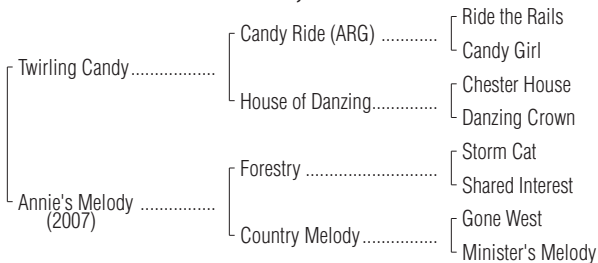 Ride the Rails
Candy Ride (ARG) ............
Candy Girl
Twirling Candy..................
Chester House
House of Danzing..............
Danzing Crown
Storm Cat
Forestry ........................
Shared Interest
Annie's Melody ................
(2007)
Gone West
Country Melody................
Minister's Melody